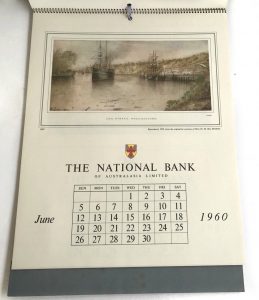 THE NATIONAL BANK
OF AUSTRALASIA LIMITED
June
1960
SUN MON TUE WED THU FRI SAT
1 2 3 4
5 6 7 8 9 10 11
12 13 14 15 16 17 18
19 20 21 22 23 24 25
26 27 28 29 30